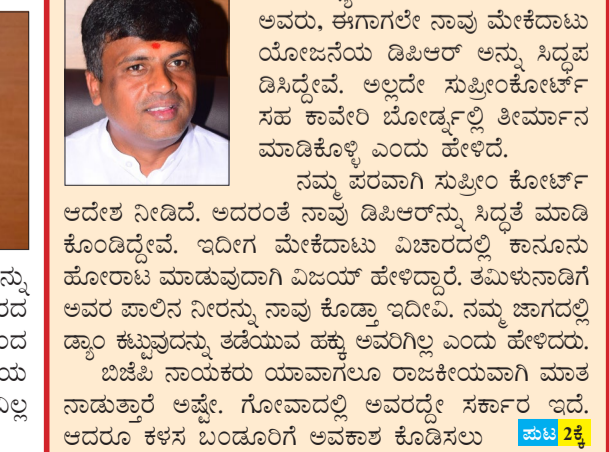 ಅವರು, ಈಗಾಗಲೇ ನಾವು ಮೇಕೆದಾಟು
ಯೋಜನೆಯ ಡಿಪಿಆರ್ ಅನ್ನು ಸಿದ್ಧಪ
ಡಿಸಿದ್ದೇವೆ. ಅಲ್ಲದೇ ಸುಪ್ರೀಂಕೋರ್ಟ್
ಸಹ ಕಾವೇರಿ ಬೋರ್ಡ್ನಲ್ಲಿ ತೀರ್ಮಾನ
ಮಾಡಿಕೊಳ್ಳಿ ಎಂದು ಹೇಳಿದೆ.
ನಮ್ಮ ಪರವಾಗಿ ಸುಪ್ರೀಂ ಕೋರ್ಟ್
ಆದೇಶ ನೀಡಿದೆ. ಅದರಂತೆ ನಾವು ಡಿಪಿಆರ್‌ನ್ನು ಸಿದ್ಧತೆ ಮಾಡಿ
ಕೊಂಡಿದ್ದೇವೆ. ಇದೀಗ ಮೇಕೆದಾಟು ವಿಚಾರದಲ್ಲಿ ಕಾನೂನು
ಹೋರಾಟ ಮಾಡುವುದಾಗಿ ವಿಜಯ್ ಹೇಳಿದ್ದಾರೆ. ತಮಿಳುನಾಡಿಗೆ
ಅವರ ಪಾಲಿನ ನೀರನ್ನು ನಾವು ಕೊಡ್ತಾ ಇದೀವಿ. ನಮ್ಮ ಜಾಗದಲ್ಲಿ
ಡ್ಯಾಂ ಕಟ್ಟುವುದನ್ನು ತಡೆಯುವ ಹಕ್ಕು ಅವರಿಗಿಲ್ಲ ಎಂದು ಹೇಳಿದರು.
ಬಿಜೆಪಿ ನಾಯಕರು ಯಾವಾಗಲೂ ರಾಜಕೀಯವಾಗಿ ಮಾತ
ನಾಡುತ್ತಾರೆ ಅಷ್ಟೇ. ಗೋವಾದಲ್ಲಿ ಅವರದ್ದೇ ಸರ್ಕಾರ ಇದೆ.
ಆದರೂ ಕಳಸ ಬಂಡೂರಿಗೆ ಅವಕಾಶ ಕೊಡಿಸಲು ಪುಟ 2ಕ್ಕೆ